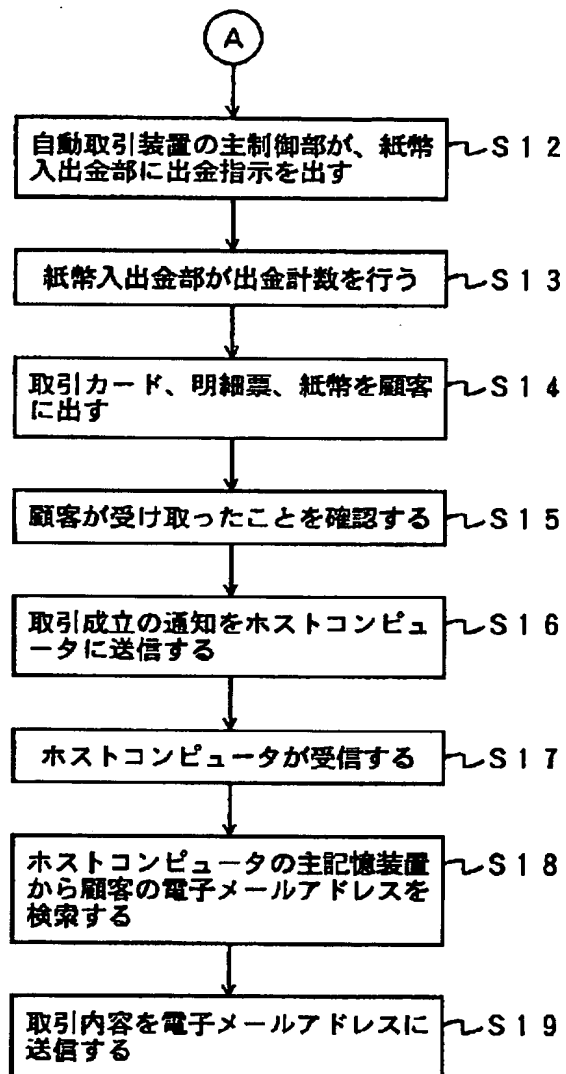 A
自動取引装置の主制御部が、紙幣 S12
入出金部に出金指示を出す
紙幣入出金部が出金計数を行う S13
取引カード、明細票、紙幣を顧客 S14
に出す
顧客が受け取ったことを確認する S15
取引成立の通知をホストコンピュ S16
ータに送信する
ホストコンピュータが受信する S17
ホストコンピュータの主記憶装置 S18
から顧客の電子メールアドレスを
検索する
取引内容を電子メールアドレスに S19
送信する